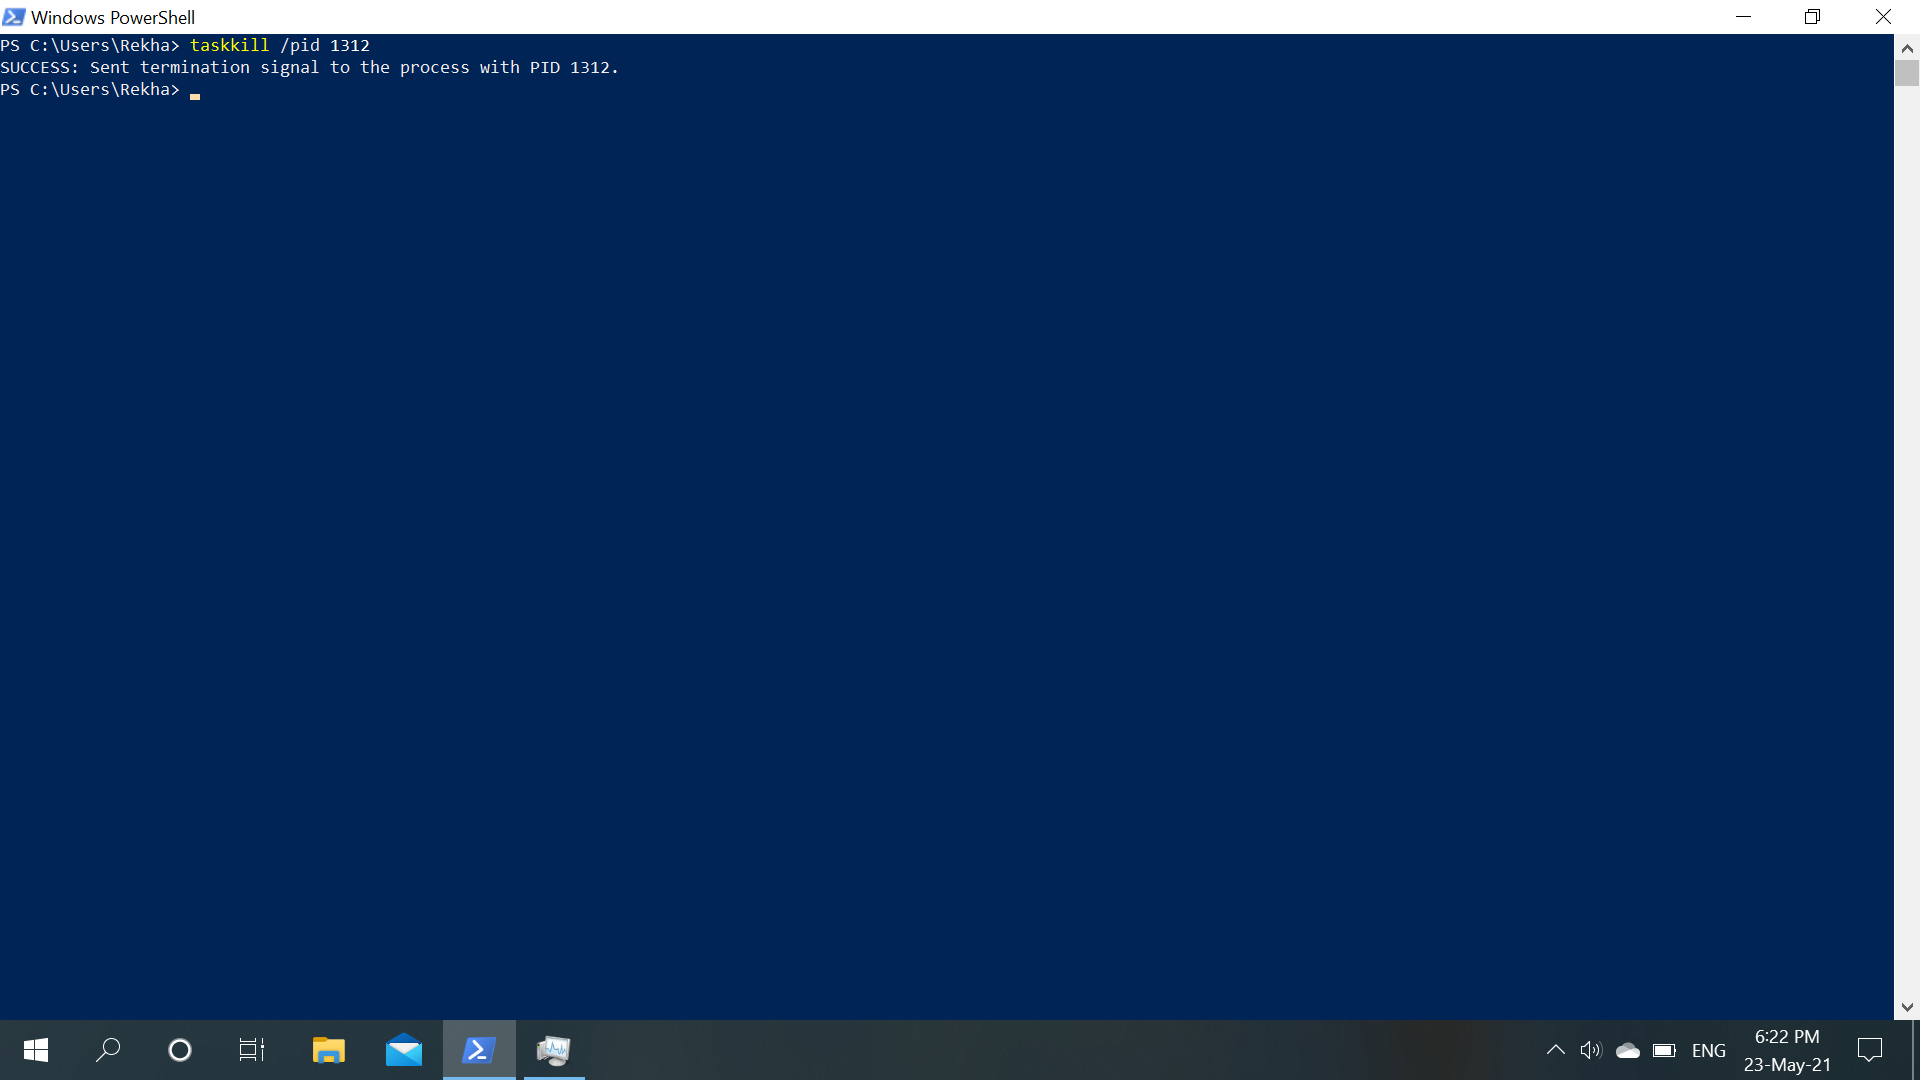 Windows PowerShell
PS C:\Users\Rekha> taskkill /pid 1312
SUCCESS: Sent termination signal to the process with PID 1312.
PS C:\Users\Rekha>
ENG
6:22 PM
23-May-21